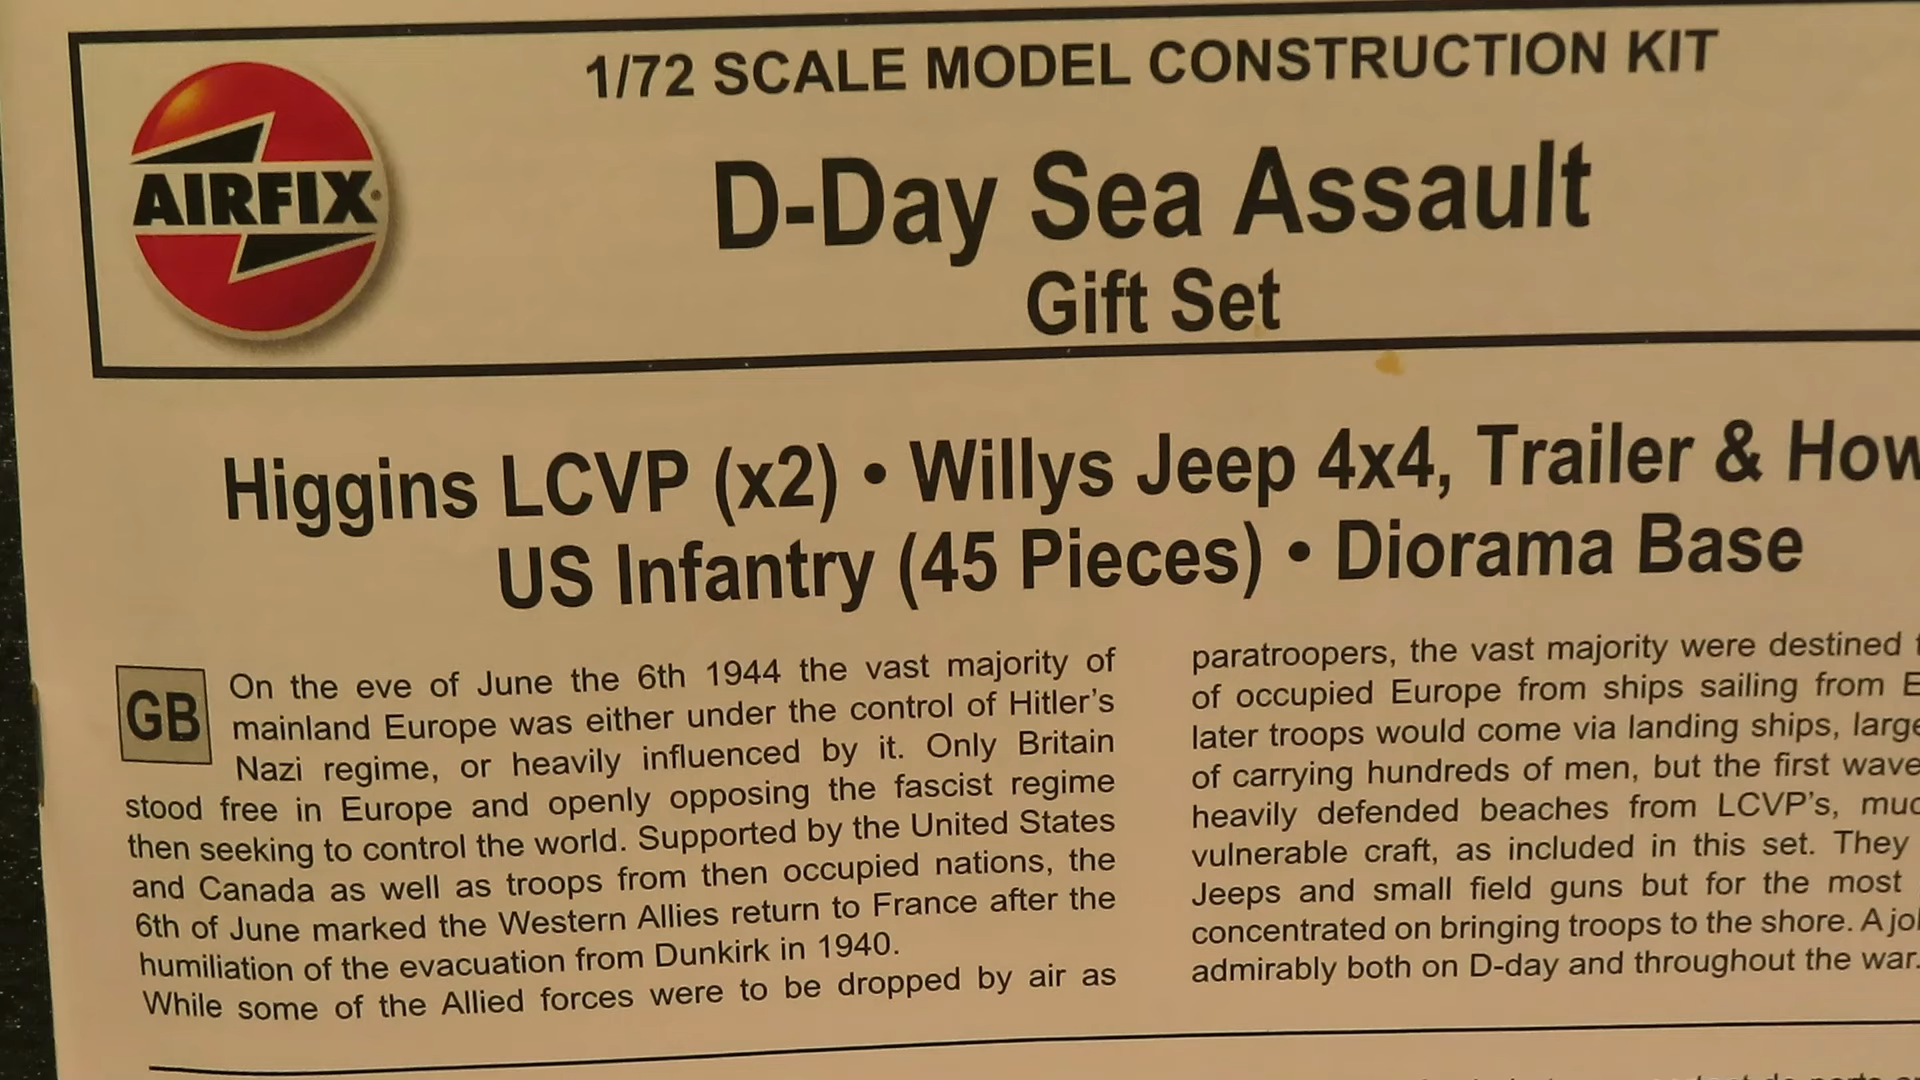 AIRFIX
1/72 SCALE MODEL CONSTRUCTION KIT
D-Day Sea Assault
Gift Set
Higgins LCVP (x2) • Willys Jeep 4x4, Trailer &
US Infantry (45 Pieces) • Diorama Base
GB
On the eve of June the 6th 1944 the vast majority of
mainland Europe was either under the control of Hitler's
Nazi regime, or heavily influenced by it. Only Britain
stood free in Europe and openly opposing the fascist regime
then seeking to control the world. Supported by the United States
and Canada as well as troops from then occupied nations, the
6th of June marked the Western Allies return to France after the
humiliation of the evacuation from Dunkirk in 1940.
While some of the Allied forces were to be dropped by air as
paratroopers, the vast majority were destined
of occupied Europe from ships sailing from
later troops would come via landing ships,
of carrying hundreds of men, but the first
heavily defended beaches from LCVP's,
vulnerable craft, as included in this set. They
Jeeps and small field guns but for the most
concentrated on bringing troops to the shore. A
admirably both on D-day and throughout the war.